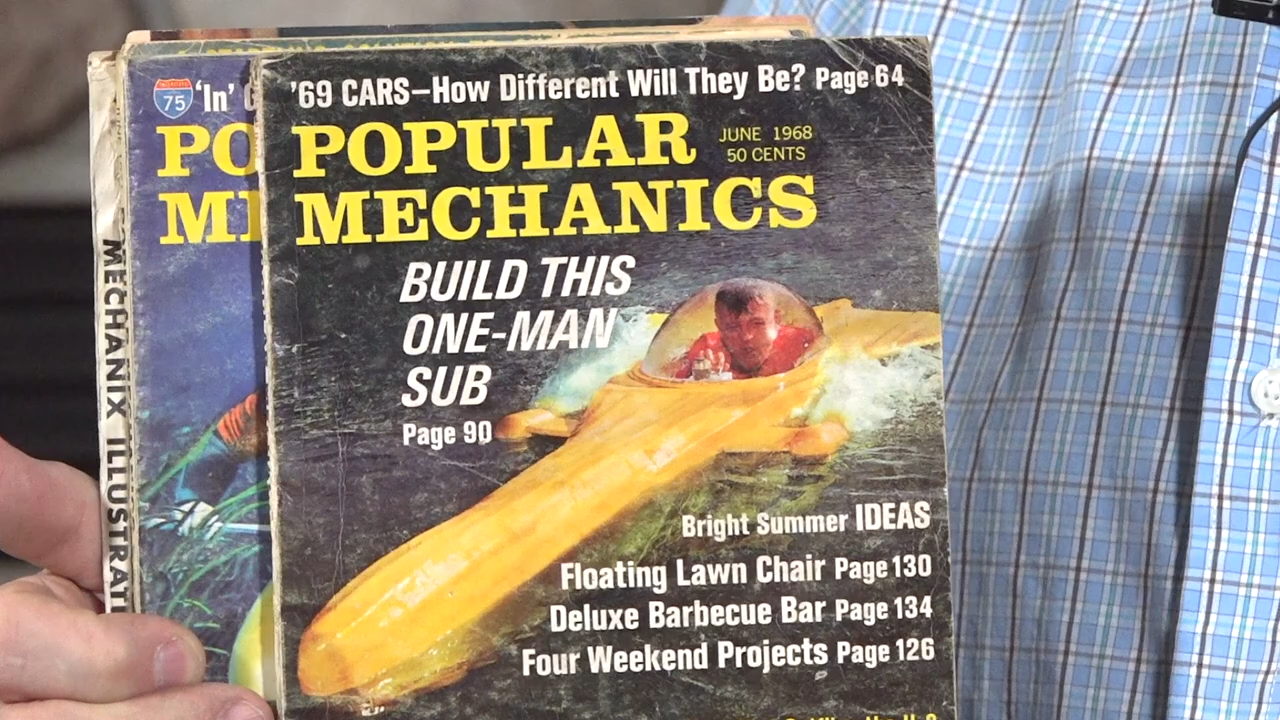 '69 CARS–How Different Will They Be? Page 64
POPULAR
MECHANICS
JUNE 1968
50 CENTS
BUILD THIS
ONE-MAN
SUB
Page 90
Bright Summer IDEAS
Floating Lawn Chair Page 130
Deluxe Barbecue Bar Page 134
Four Weekend Projects Page 126
75
'In'
PO
ME
MECHANIX ILLUSTRAT